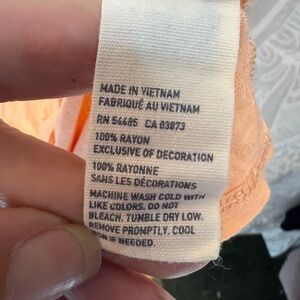 MADE IN VIETNAM
FABRIQUÉ AU VIETNAM
RN 54485 CA 03873
100% RAYON
EXCLUSIVE OF DECORATION
100% RAYONNE
SANS LES DÉCORATIONS
MACHINE WASH COLD WITH
LIKE COLORS. DO NOT
BLEACH. TUMBLE DRY LOW.
REMOVE PROMPTLY. COOL
IF NEEDED.